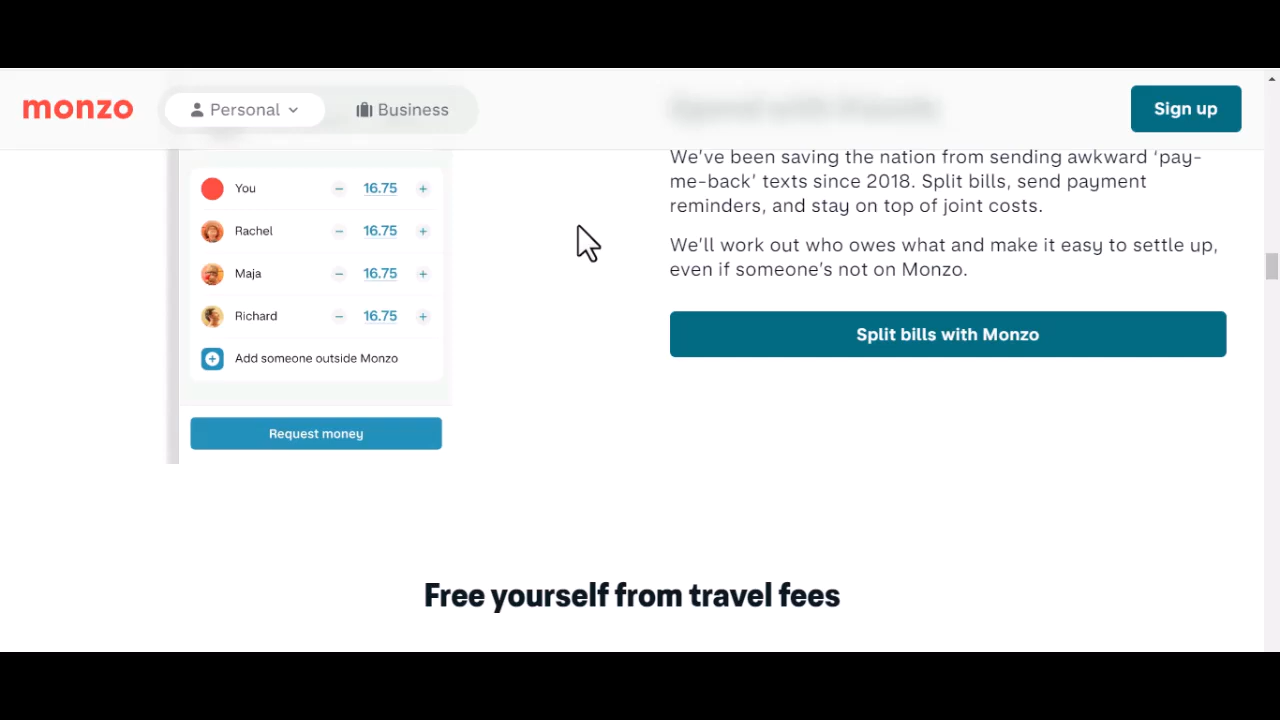 monzo
Personal
Business
Sign up
You
16.75
Rachel
16.75
Maja
16.75
Richard
16.75
Add someone outside Monzo
Request money
We’ve been saving the nation from sending awkward ‘pay-
me-back’ texts since 2018. Split bills, send payment
reminders, and stay on top of joint costs.
We’ll work out who owes what and make it easy to settle up,
even if someone’s not on Monzo.
Split bills with Monzo
Free yourself from travel fees